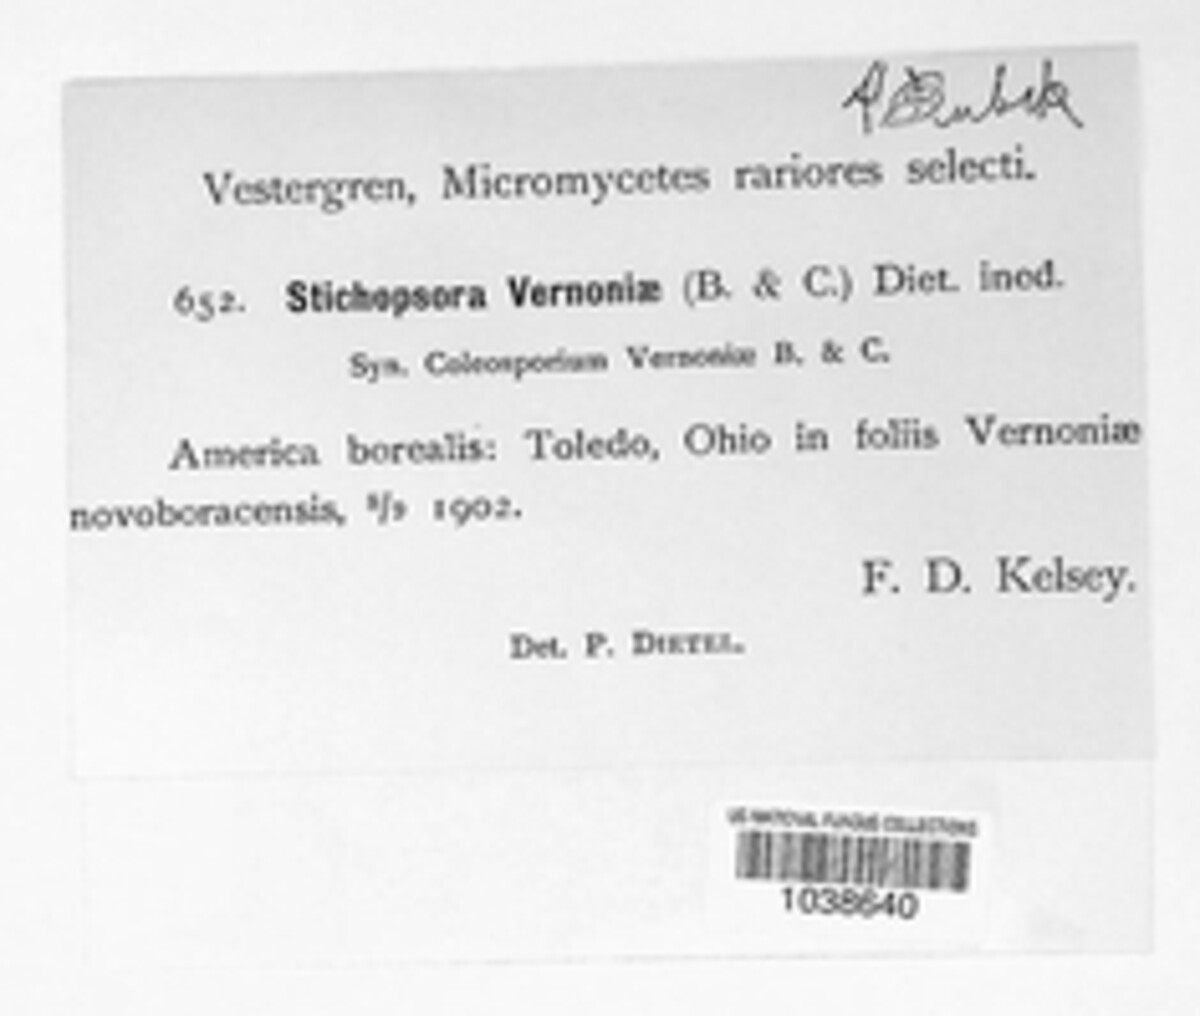 Vestergren, Micromycetes rariores selecti.
652. Stichopsora Vernoniæ (B. & C.) Diet. ined.
Syn. Coleosporium Vernoniæ B. & C.
America borealis: Toledo, Ohio in foliis Vernoniæ
novoboracensis, 8/9 1902.
F. D. Kelsey.
Det. P. Dietel.
US NATIONAL FUNGUS COLLECTIONS
1038640